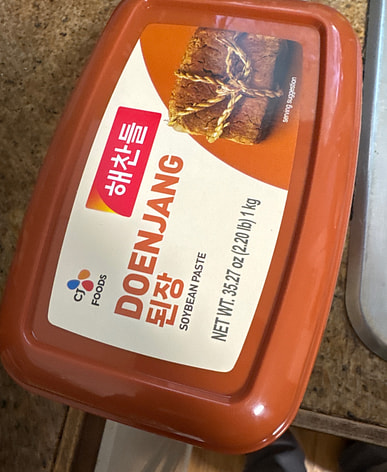 해찬들
DOENJANG
된장
SOYBEAN PASTE
CJ
FOODS
NET WT. 35.27 oz (2.20 lb) 1 kg
serving suggestion